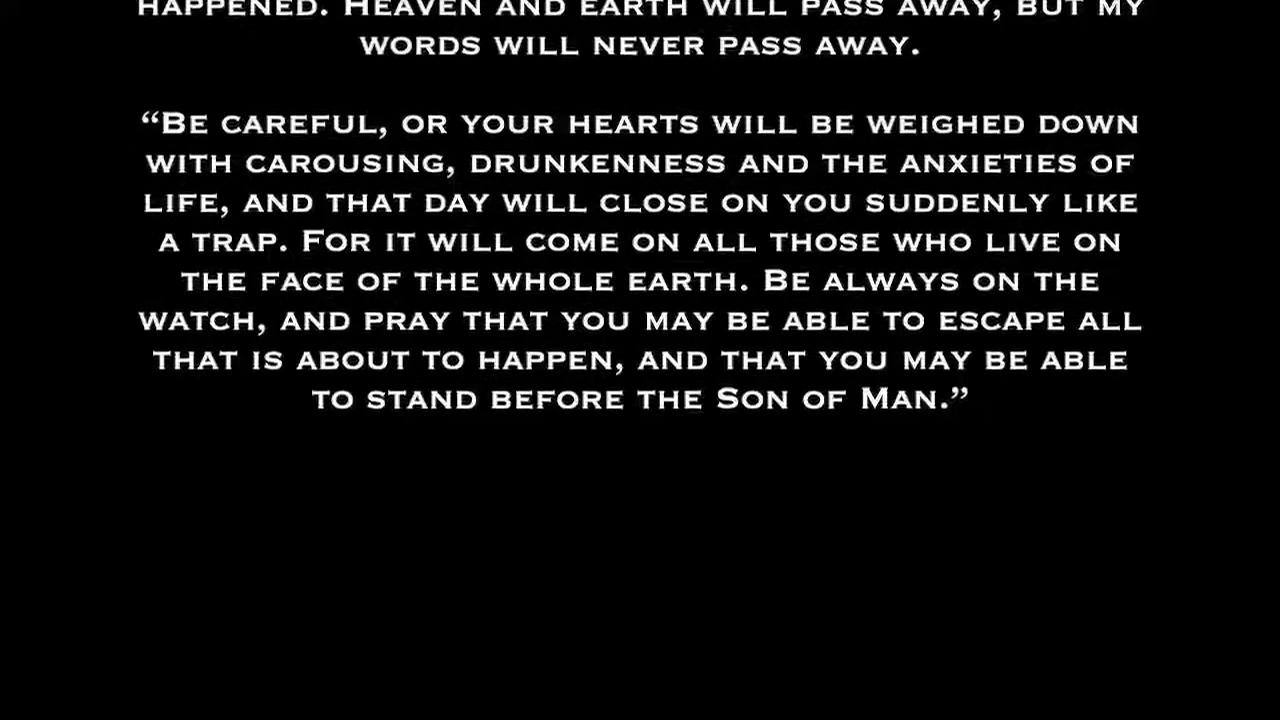 HAPPENED. HEAVEN AND EARTH WILL PASS AWAY, BUT MY
WORDS WILL NEVER PASS AWAY.
“BE CAREFUL, OR YOUR HEARTS WILL BE WEIGHED DOWN
WITH CAROUSING, DRUNKENNESS AND THE ANXIETIES OF
LIFE, AND THAT DAY WILL CLOSE ON YOU SUDDENLY LIKE
A TRAP. FOR IT WILL COME ON ALL THOSE WHO LIVE ON
THE FACE OF THE WHOLE EARTH. BE ALWAYS ON THE
WATCH, AND PRAY THAT YOU MAY BE ABLE TO ESCAPE ALL
THAT IS ABOUT TO HAPPEN, AND THAT YOU MAY BE ABLE
TO STAND BEFORE THE SON OF MAN.”